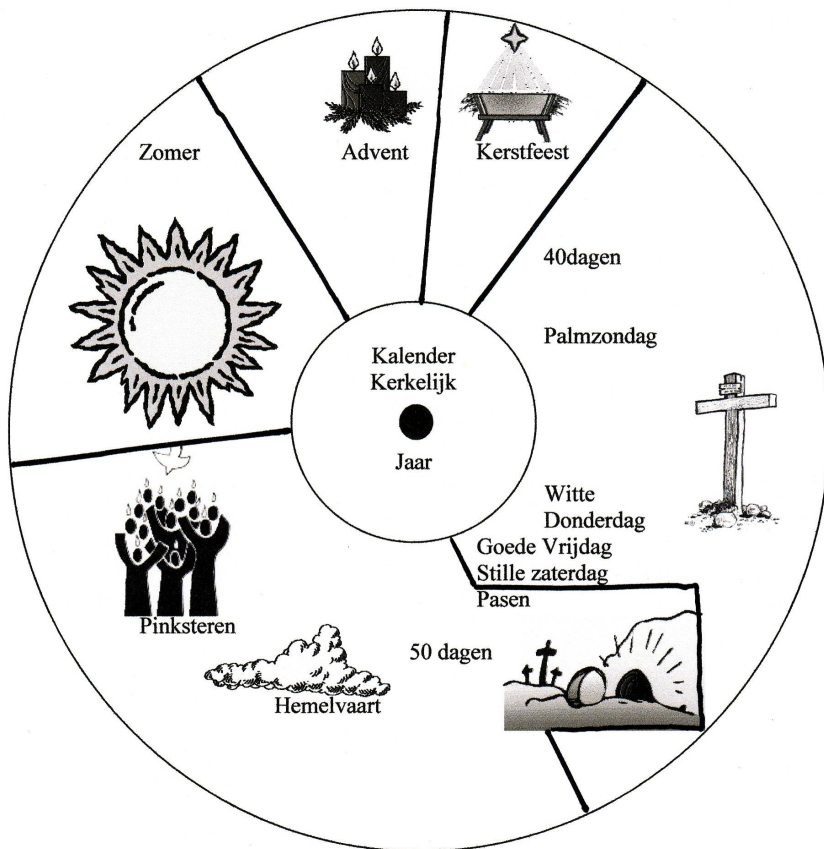 Zomer
Advent
Kerstfeest
40dagen
Palmzondag
Kalender
Kerkelijk
Jaar
Witte
Donderdag
Goede Vrijdag
Stille zaterdag
Pasen
50 dagen
Hemelvaart
Pinksteren